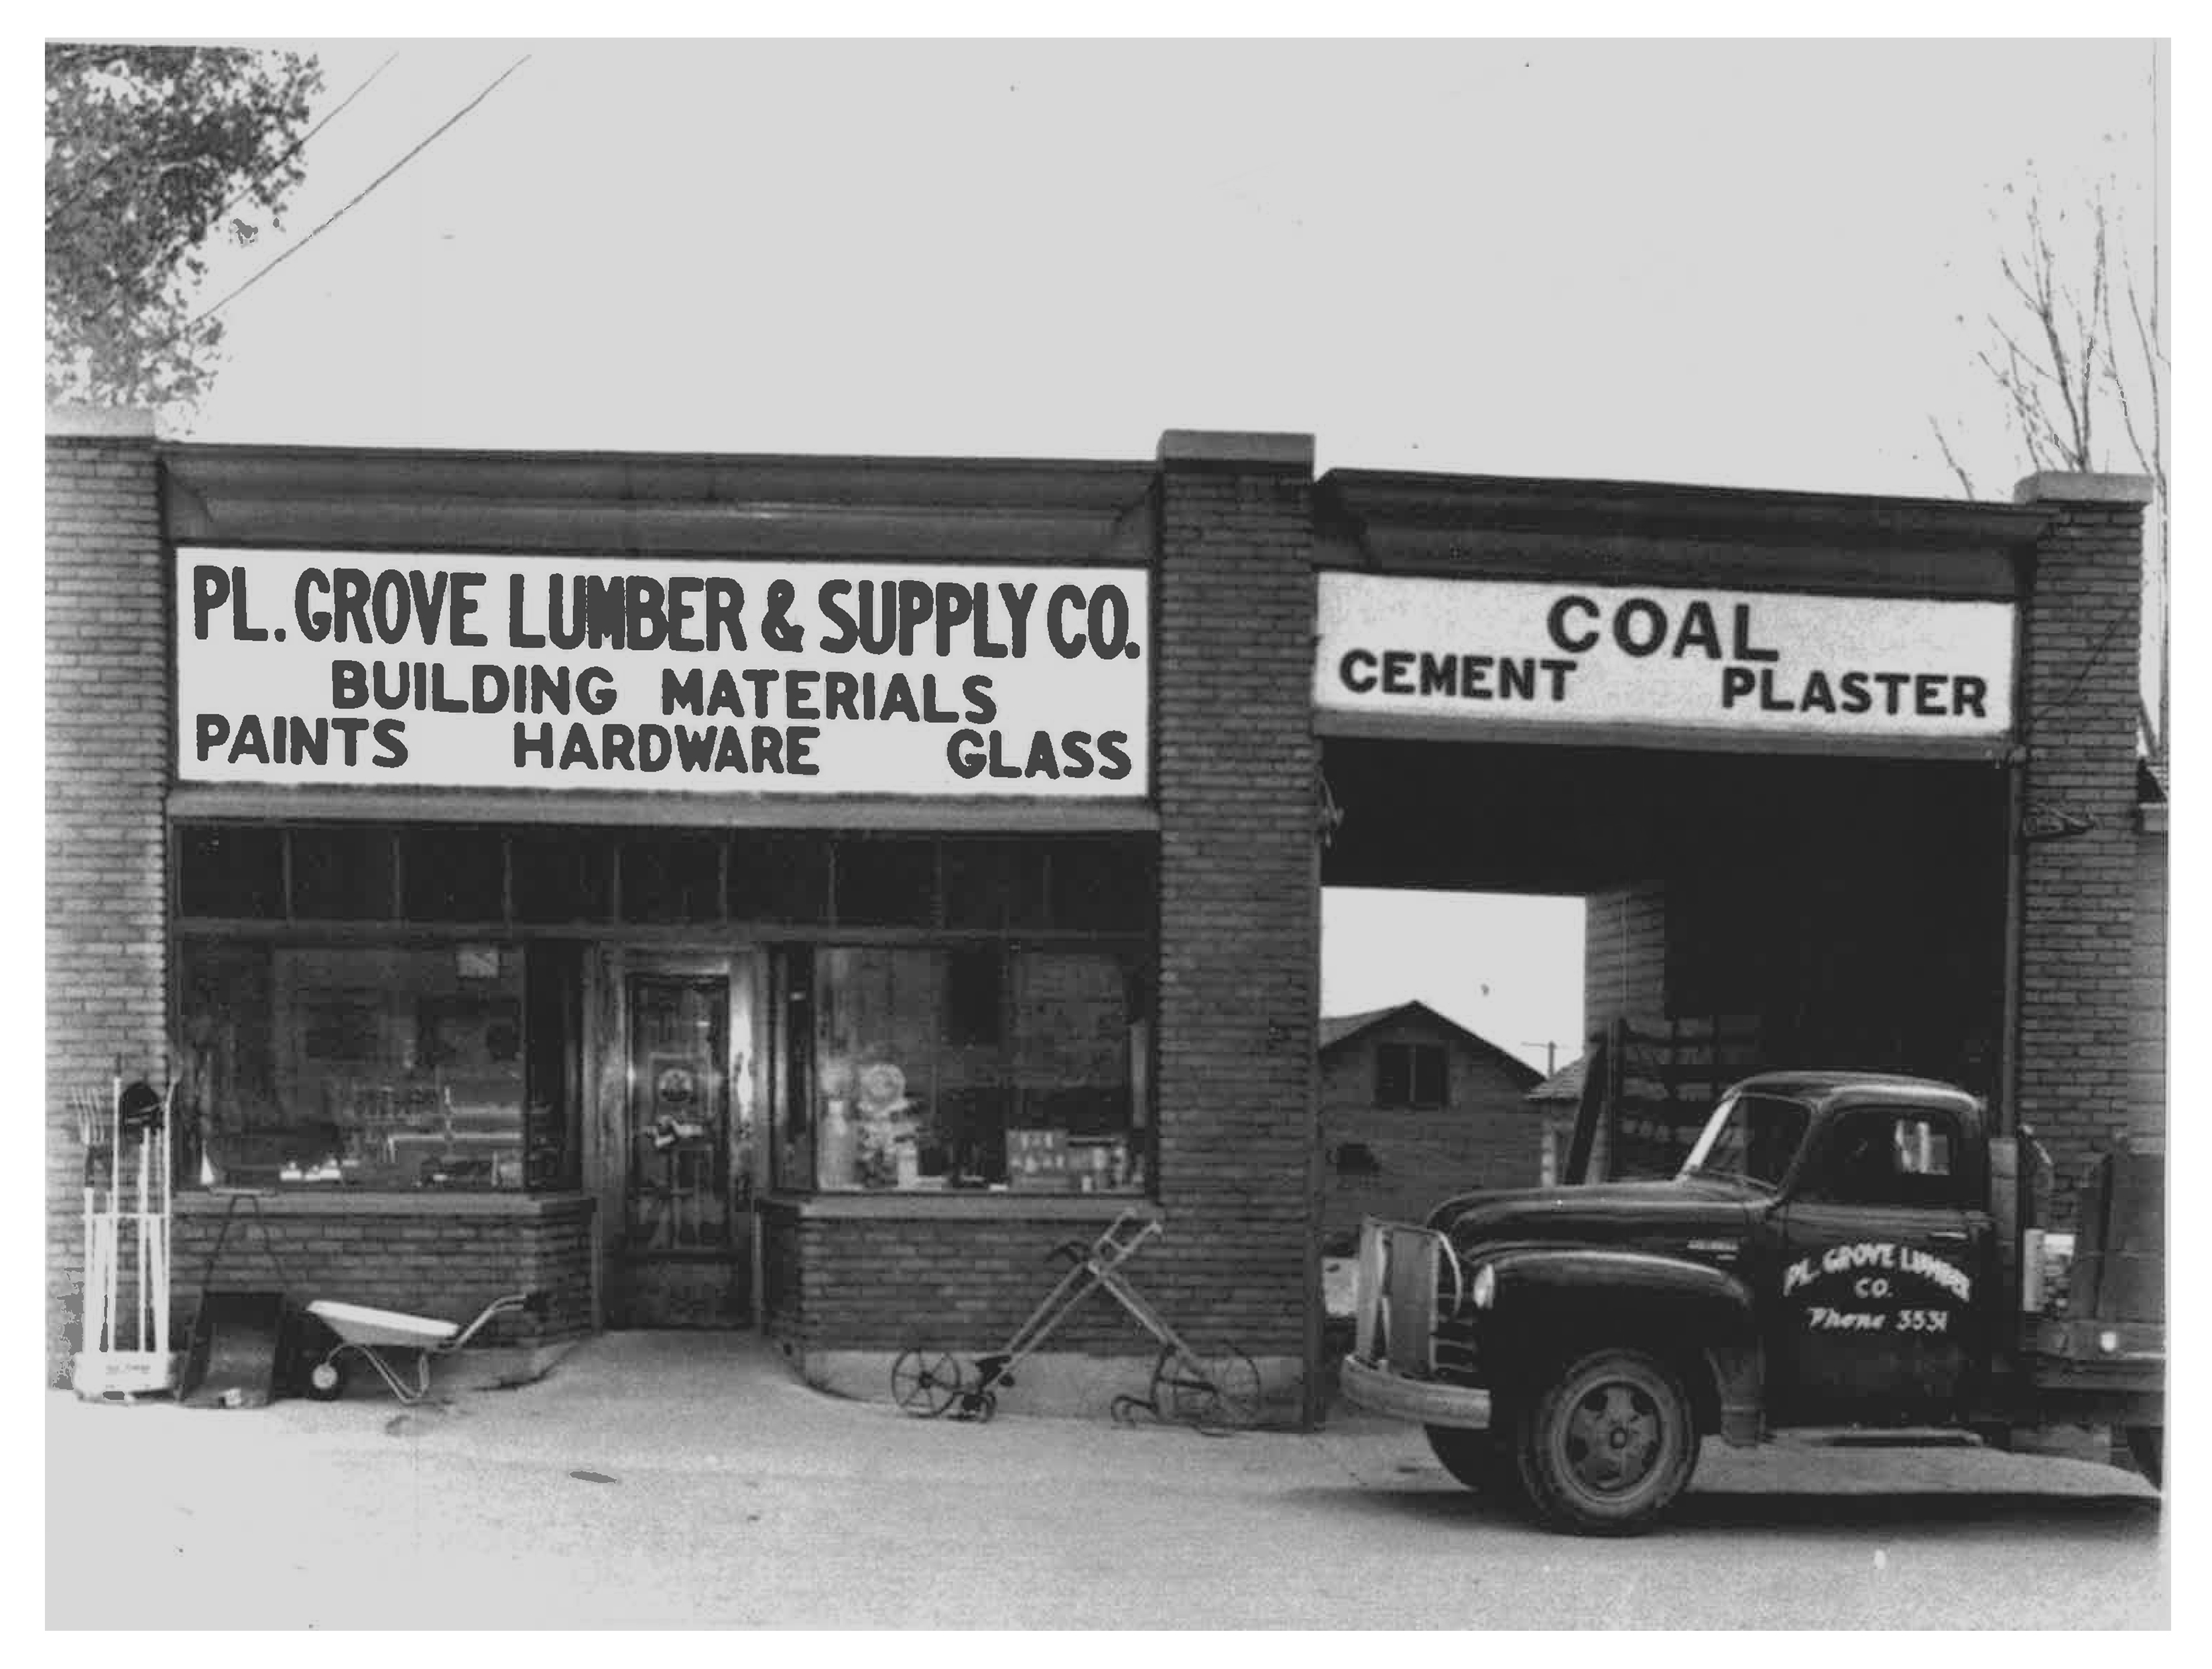 PL. GROVE LUMBER & SUPPLY CO.
BUILDING MATERIALS
PAINTS HARDWARE GLASS
COAL
CEMENT PLASTER
PL. GROVE LUMBER
CO.
Phone 3531